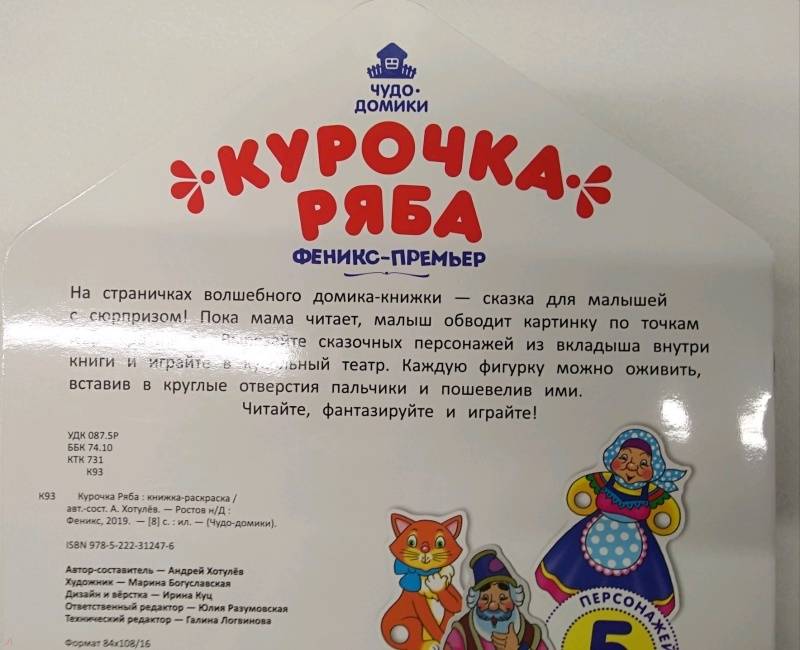 ЧУДО-
ДОМИКИ
КУРОЧКА
РЯБА
ФЕНИКС-ПРЕМЬЕР
На страничках волшебного домика-книжки — сказка для малышей
с сюрпризом! Пока мама читает, малыш обводит картинку по точкам
сказочных персонажей из вкладыша внутри
книги и играйте в кукольный театр. Каждую фигурку можно оживить,
вставив в круглые отверстия пальчики и пошевелив ими.
Читайте, фантазируйте и играйте!
УДК 087.5Р
ББК 74.10
КТК 731
К93
К93 Курочка Ряба : книжка-раскраска /
авт.-сост. А. Хотулёв. — Ростов н/Д :
Феникс, 2019. — [8] с. : ил. — (Чудо-домики).
ISBN 978-5-222-31247-6
Автор-составитель — Андрей Хотулёв
Художник — Марина Богуславская
Дизайн и вёрстка — Ирина Куц
Ответственный редактор — Юлия Разумовская
Технический редактор — Галина Логвинова
Формат 84х108/16
ПЕРСОНАЖЕЙ
5